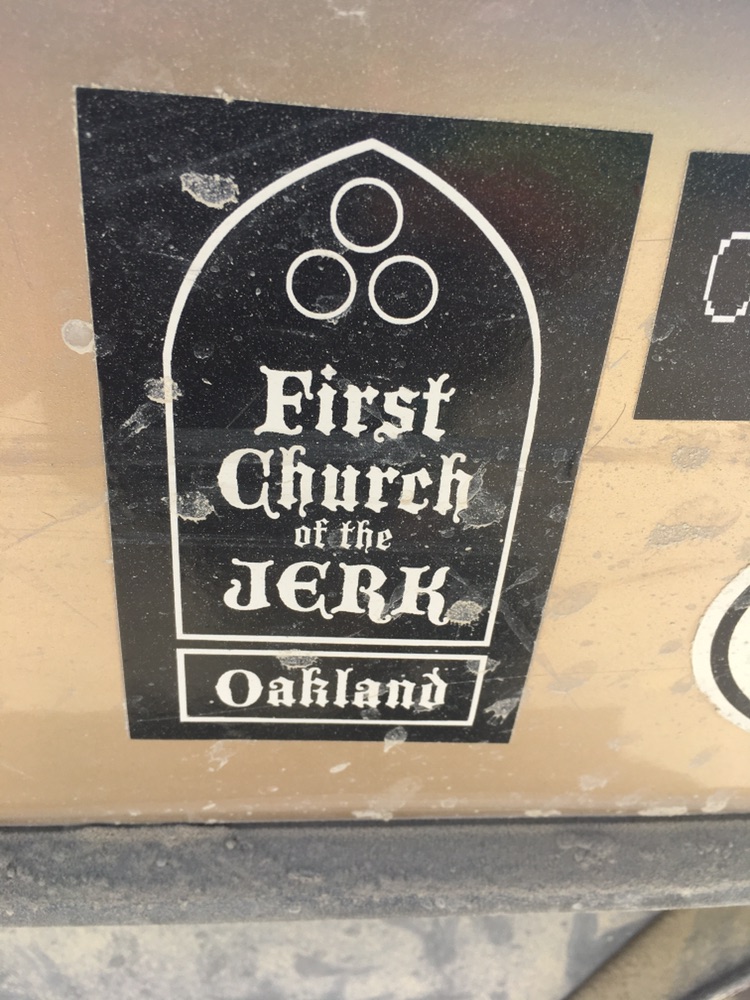 First
Church
of the
JERK
Oakland